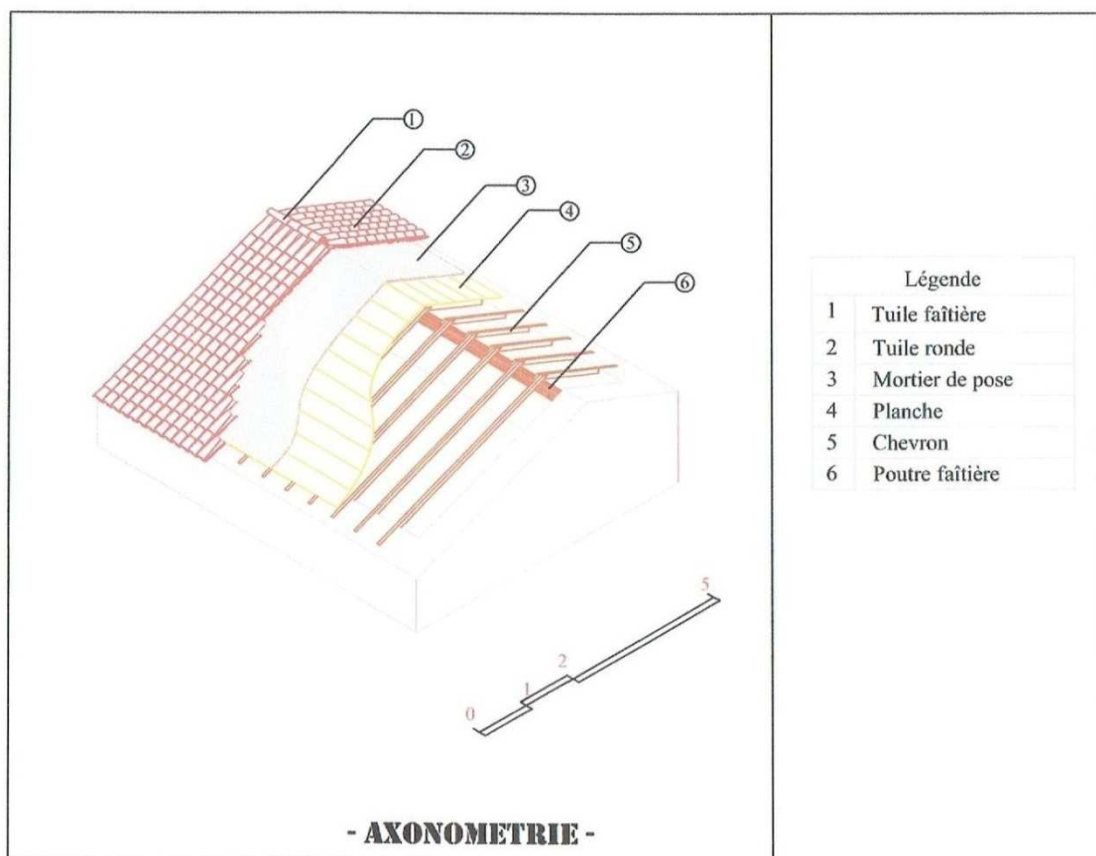 1
2
3
4
5
6
Légende
1 Tuile faîtière
2 Tuile ronde
3 Mortier de pose
4 Planche
5 Chevron
6 Poutre faîtière
5
2
1
0
- AXONOMETRIE -